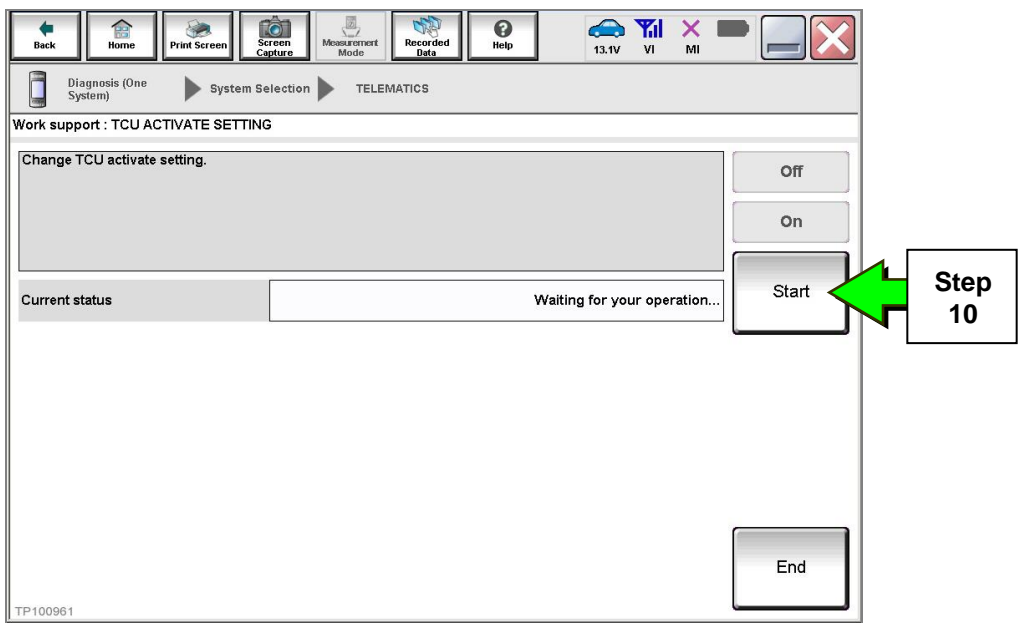 Back
Home
Print Screen
Screen
Capture
Measurement
Mode
Recorded
Data
Help
13.1V
VI
MI
Diagnosis (One
System)
System Selection
TELEMATICS
Work support : TCU ACTIVATE SETTING
Change TCU activate setting.
Off
On
Current status
Waiting for your operation...
Start
Step
10
End
TP100961